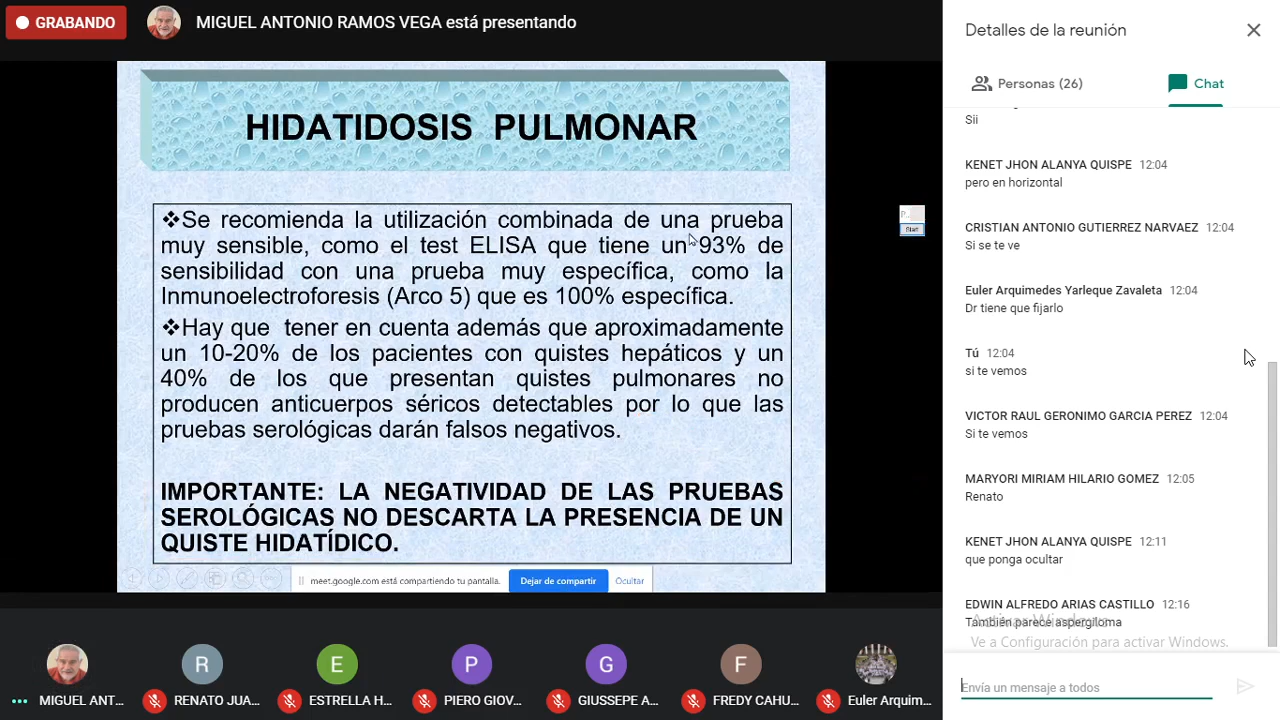 GRABANDO
MIGUEL ANTONIO RAMOS VEGA está presentando
HIDATIDOSIS PULMONAR
❖Se recomienda la utilización combinada de una prueba
muy sensible, como el test ELISA que tiene un 93% de
sensibilidad con una prueba muy específica, como la
Inmunoelectroforesis (Arco 5) que es 100% específica.
❖Hay que tener en cuenta además que aproximadamente
un 10-20% de los pacientes con quistes hepáticos y un
40% de los que presentan quistes pulmonares no
producen anticuerpos séricos detectables por lo que las
pruebas serológicas darán falsos negativos.
IMPORTANTE: LA NEGATIVIDAD DE LAS PRUEBAS
SEROLÓGICAS NO DESCARTA LA PRESENCIA DE UN
QUISTE HIDATÍDICO.
meet.google.com está compartiendo tu pantalla.
Dejar de compartir
Ocultar
P...
Start
R
E
P
G
F
MIGUEL ANT...
RENATO JUA...
ESTRELLA H...
PIERO GIOV...
GIUSSEPE A...
FREDY CAHU...
Euler Arquim...
Detalles de la reunión
Personas (26)
Chat
Sii
KENET JHON ALANYA QUISPE 12:04
pero en horizontal
CRISTIAN ANTONIO GUTIERREZ NARVAEZ 12:04
Si se te ve
Euler Arquimedes Yarleque Zavaleta 12:04
Dr tiene que fijarlo
Tú 12:04
si te vemos
VICTOR RAUL GERONIMO GARCIA PEREZ 12:04
Si te vemos
MARYORI MIRIAM HILARIO GOMEZ 12:05
Renato
KENET JHON ALANYA QUISPE 12:11
que ponga ocultar
EDWIN ALFREDO ARIAS CASTILLO 12:16
También parece aspergiloma
Activar Windows
Ve a Configuración para activar Windows.
Envía un mensaje a todos